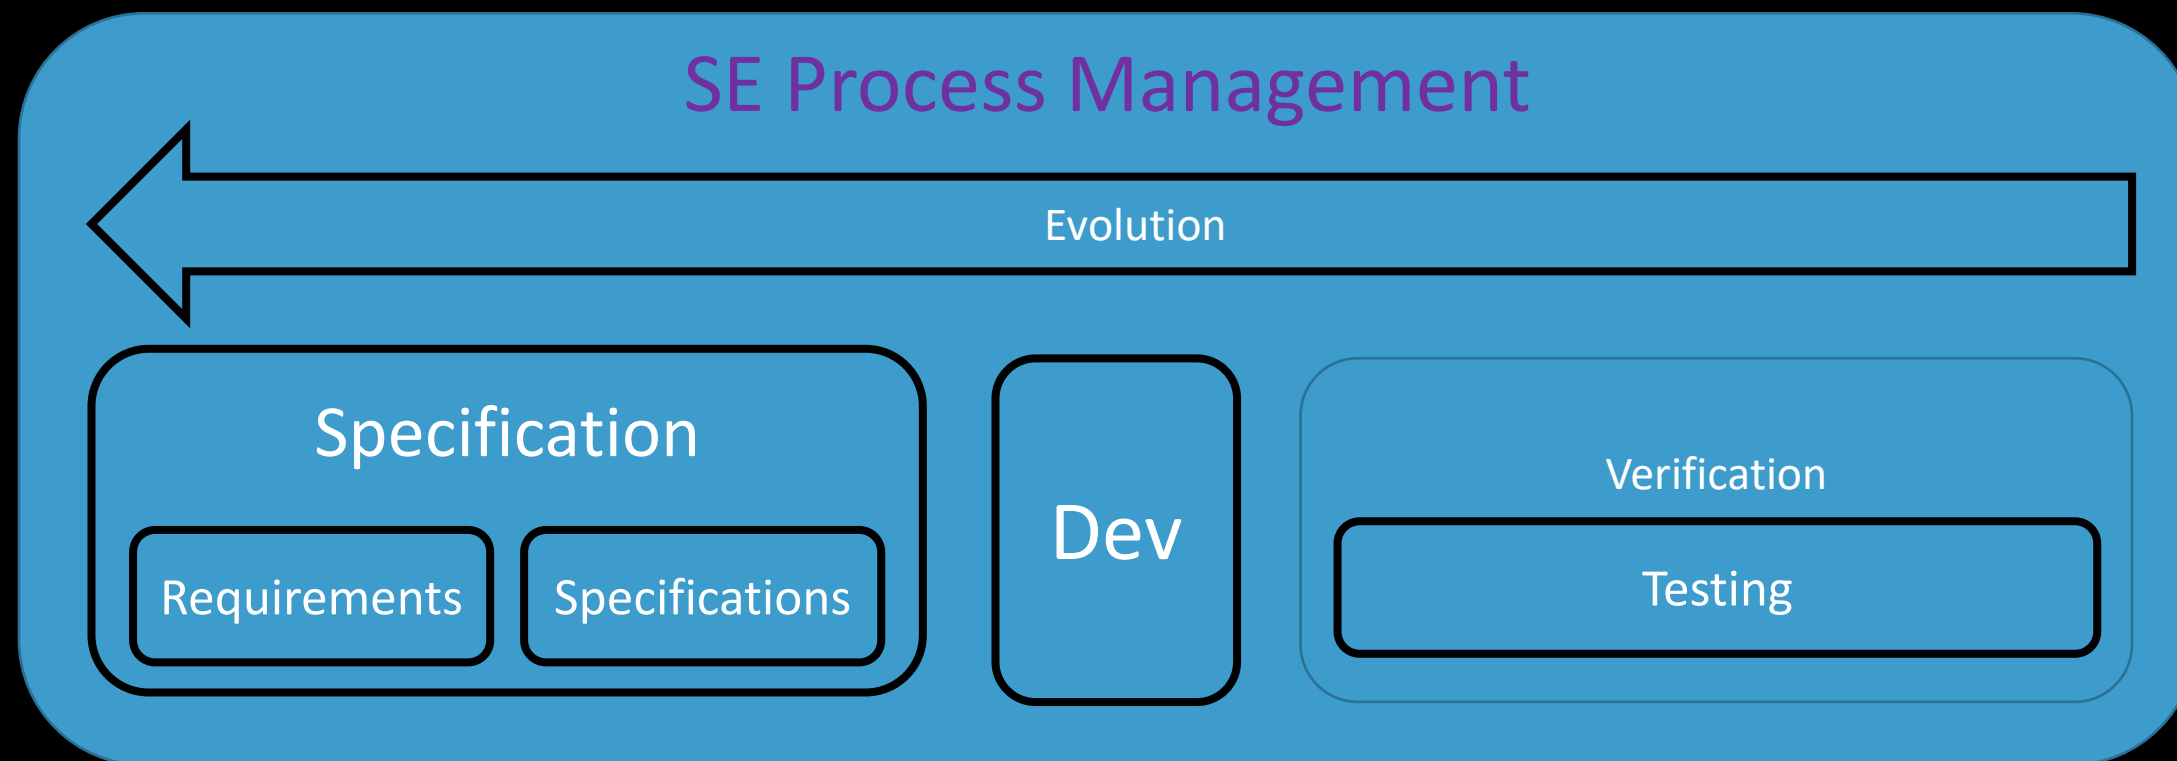 SE Process Management
Evolution
Specification
Requirements
Specifications
Dev
Verification
Testing